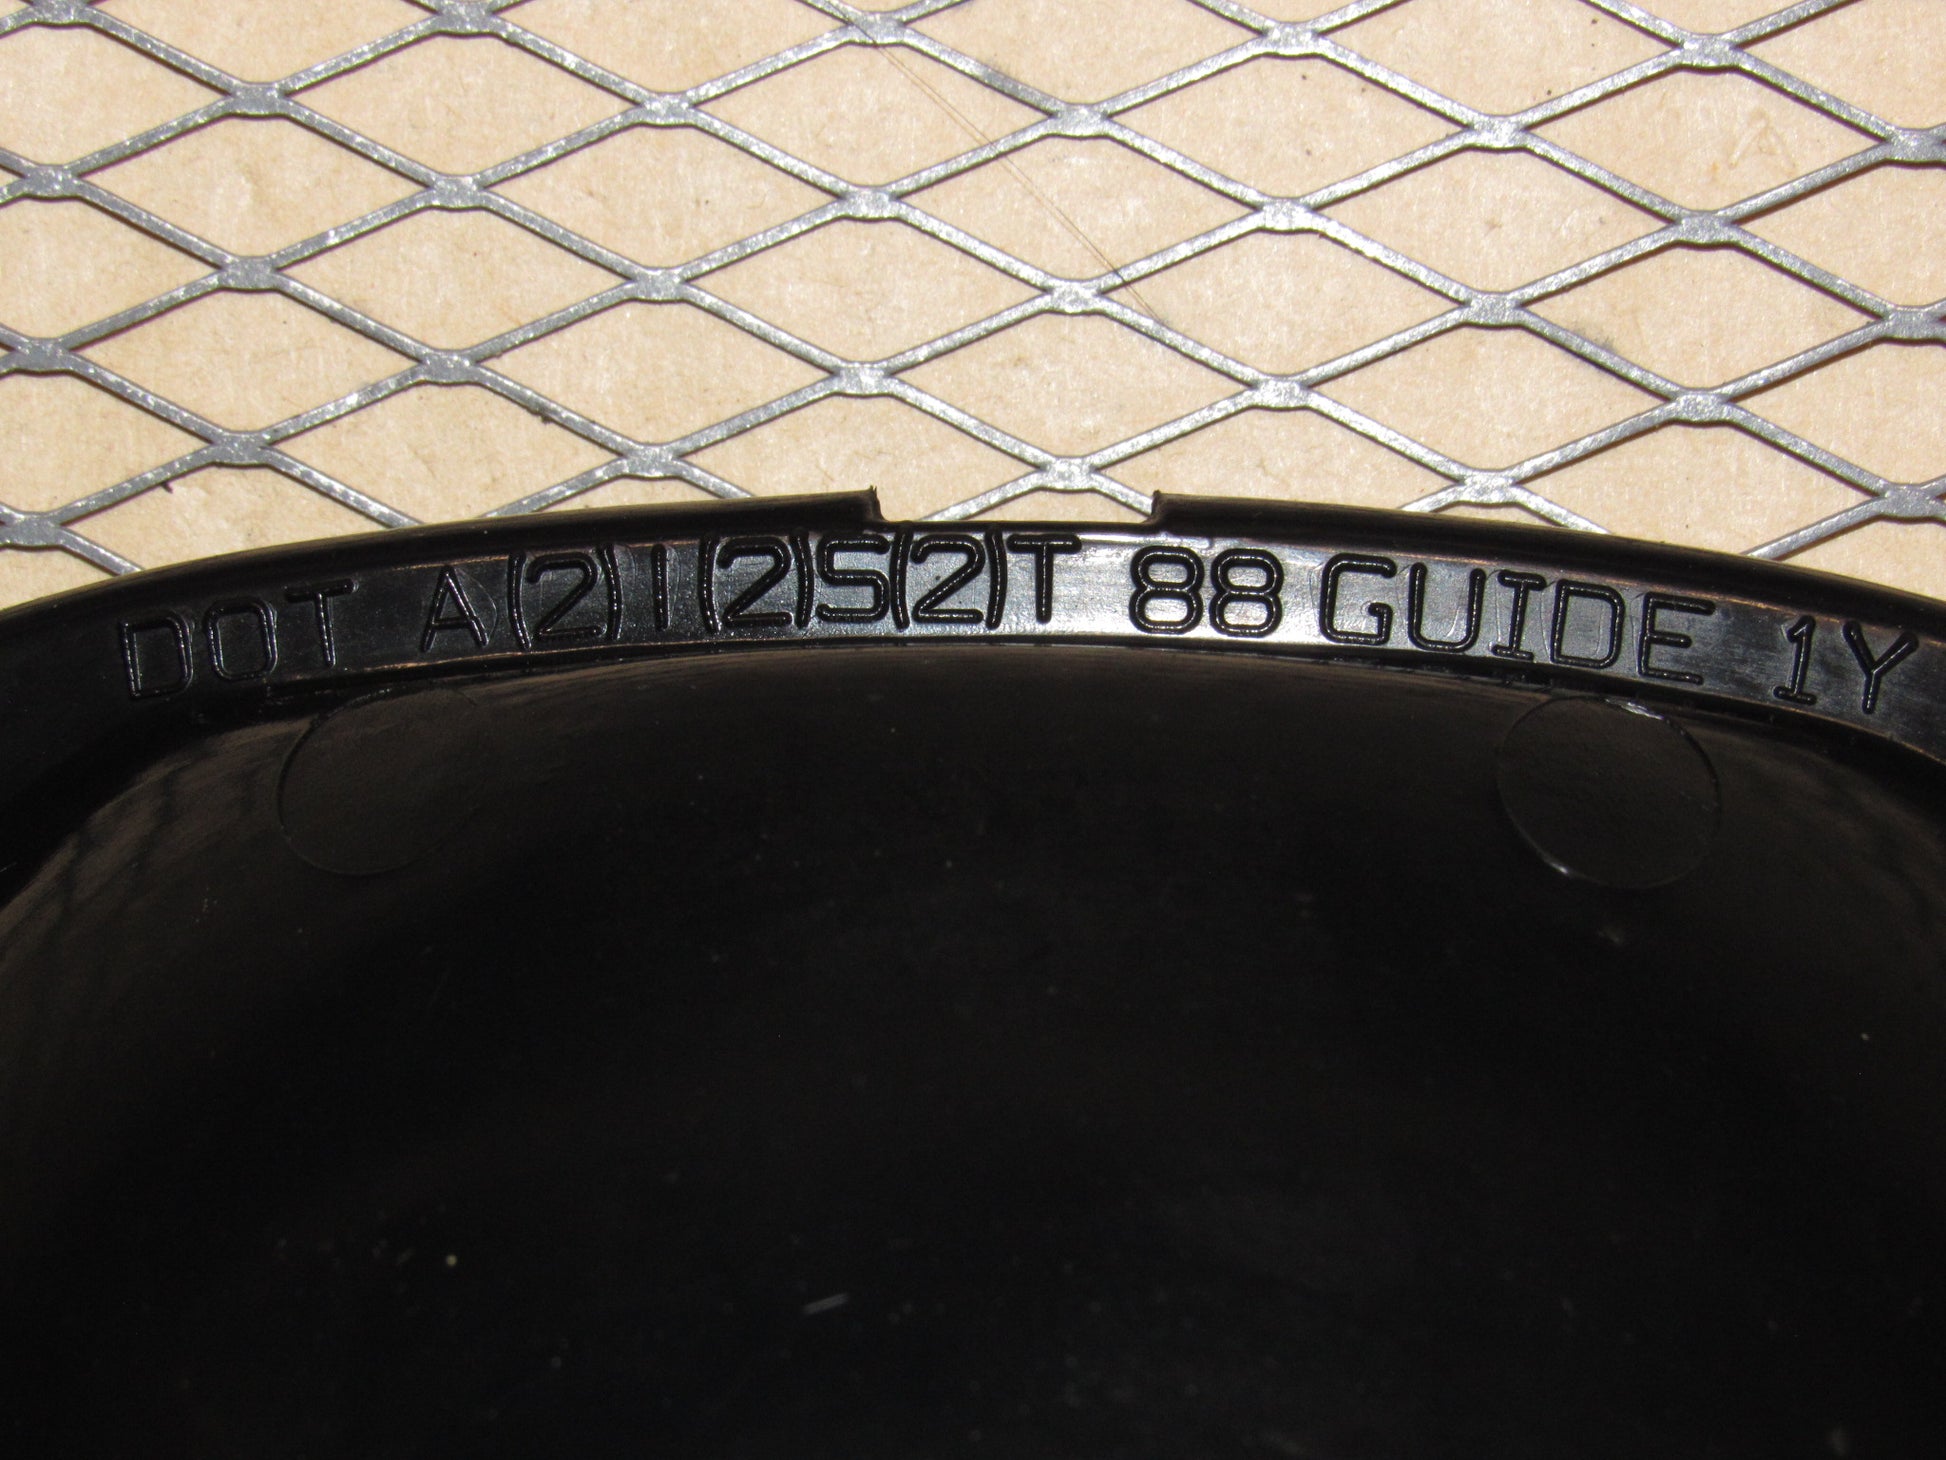 DOT A(2)I(2)S(2)T 88 GUIDE 1Y